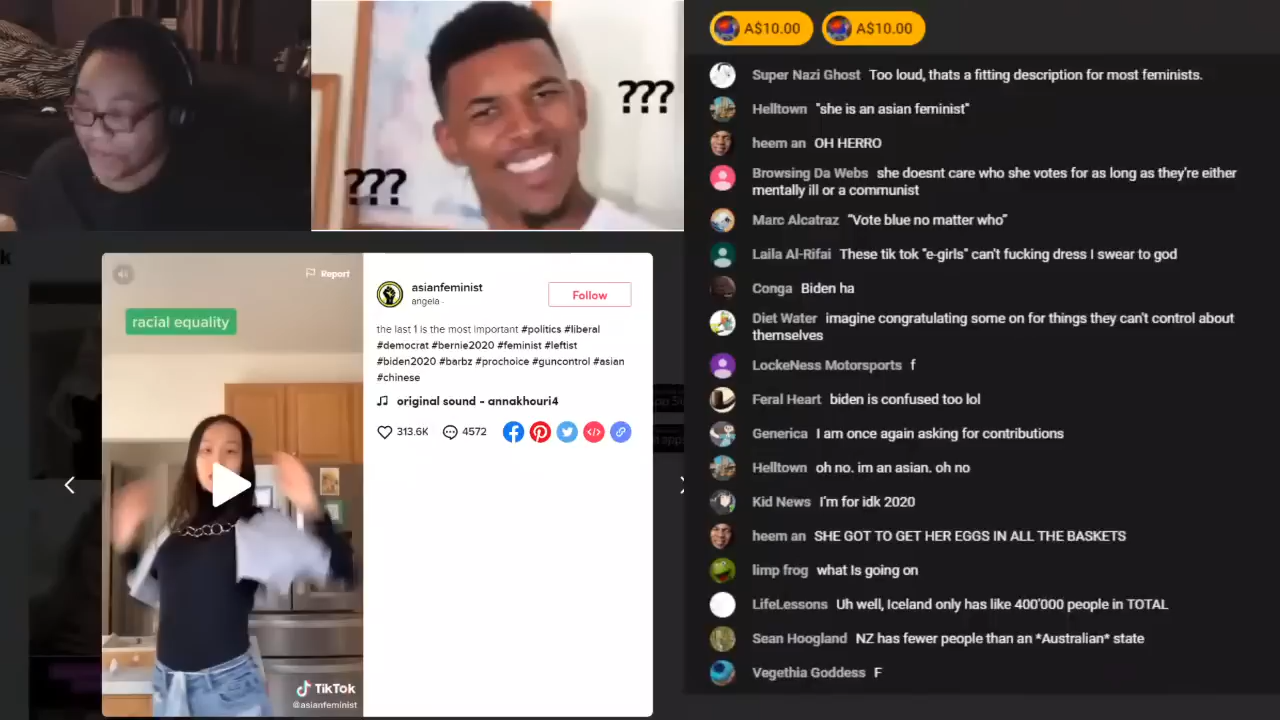 ???
???
k
Report
racial equality
TikTok
@asianfeminist
asianfeminist
angela -
Follow
the last 1 is the most important #politics #liberal
#democrat #bernie2020 #feminist #leftist
#biden2020 #barbz #prochoice #guncontrol #asian
#chinese
original sound - annakhouri4
313.6K 4572
A$10.00 A$10.00
Super Nazi Ghost Too loud, thats a fitting description for most feminists.
Helltown "she is an asian feminist"
heem an OH HERRO
Browsing Da Webs she doesnt care who she votes for as long as they're either
mentally ill or a communist
Marc Alcatraz “Vote blue no matter who”
Laila Al-Rifai These tik tok "e-girls" can't fucking dress I swear to god
Conga Biden ha
Diet Water imagine congratulating some on for things they can't control about
themselves
LockeNess Motorsports f
Feral Heart biden is confused too lol
Generica I am once again asking for contributions
Helltown oh no. im an asian. oh no
Kid News I'm for idk 2020
heem an SHE GOT TO GET HER EGGS IN ALL THE BASKETS
limp frog what Is going on
LifeLessons Uh well, Iceland only has like 400'000 people in TOTAL
Sean Hoogland NZ has fewer people than an *Australian* state
Vegethia Goddess F